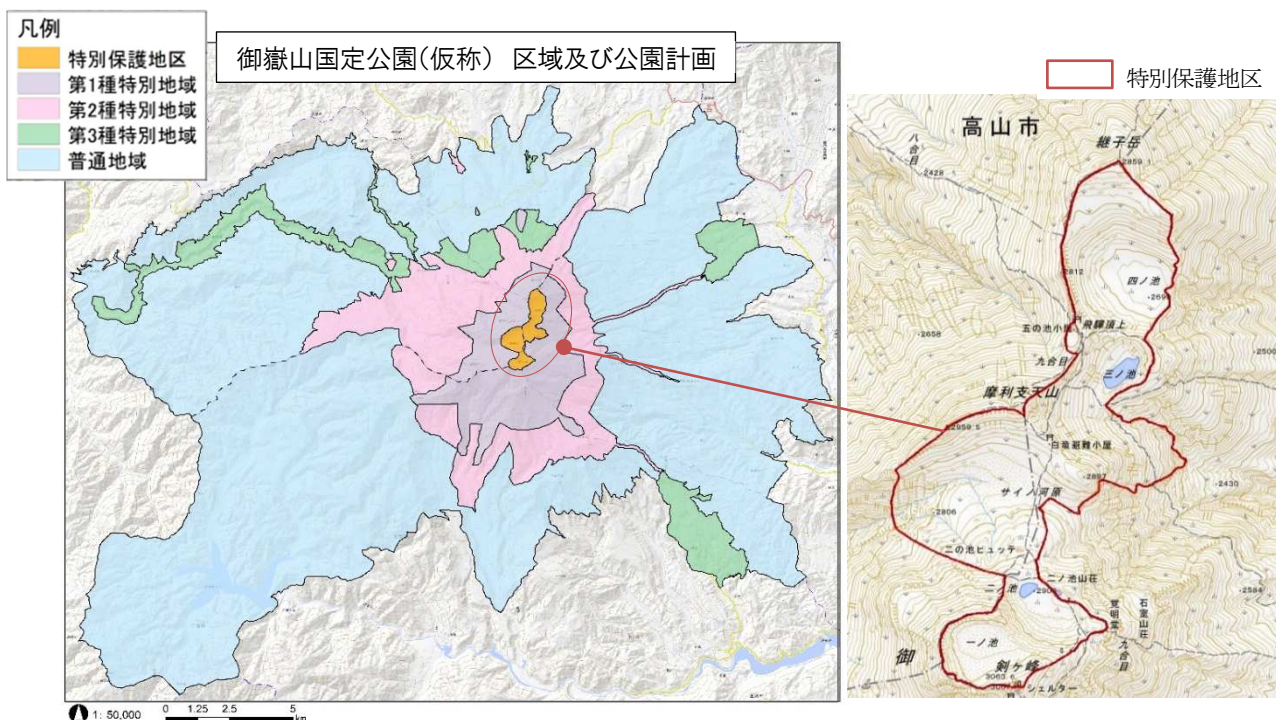 凡例
特別保護地区
第1種特別地域
第2種特別地域
第3種特別地域
普通地域
御嶽山国定公園(仮称) 区域及び公園計画
特別保護地区
高山市
継子岳
2859
八合目
2428
2812
四ノ池
五の池小屋
飛騨頂上
2658
九合目
三ノ池
2500
摩利支天山
2959.5
白竜避難小屋
2897
サイノ河原
2430
2806
二の池ヒュッテ
二ノ池山荘
二ノ池
2584
覚明堂
石室山荘
一ノ池
御
九合目
剣ヶ峰
シェルター
1: 50,000
0 1.25 2.5 5
km